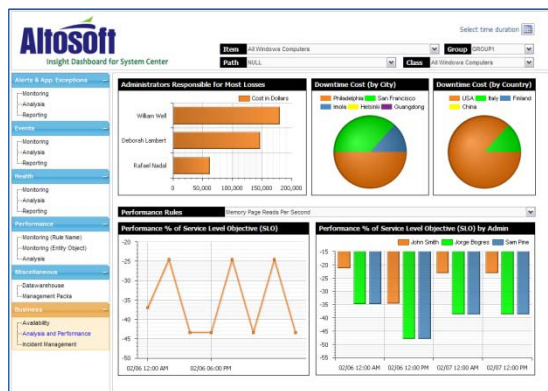 Altosoft
Insight Dashboard for System Center
Select time duration
Item All Windows Computers Group GROUP1
Path NULL Class All Windows Computers
Alerts & App. Exceptions
Monitoring
Analysis
Reporting
Events
Monitoring
Analysis
Reporting
Health
Monitoring
Analysis
Reporting
Performance
Monitoring (Rule Name)
Monitoring (Entity Object)
Analysis
Miscellaneous
Datawarehouse
Management Packs
Business
Availability
Analysis and Performance
Incident Management
Administrators Responsible for Most Losses
Cost in Dollars
William Well
Deborah Lambert
Rafael Nadal
0 50,000 100,000 150,000 200,000
Downtime Cost (by City)
Philadelphia San Francisco
Imola Helsinki Guangdong
Downtime Cost (by Country)
USA Italy Finland
China
Performance Rules Memory Page Reads Per Second
Performance % of Service Level Objective (SLO)
-20
-25
-30
-35
-40
-45
-50
02/06 12:00 AM 02/06 06:00 PM
Performance % of Service Level Objective (SLO) by Admin
John Smith Jorge Bogres Sam Pine
-15
-20
-25
-30
-35
-40
-45
-50
-55
02/06 12:00 AM 02/06 12:00 PM 02/07 12:00 AM 02/07 12:00 PM